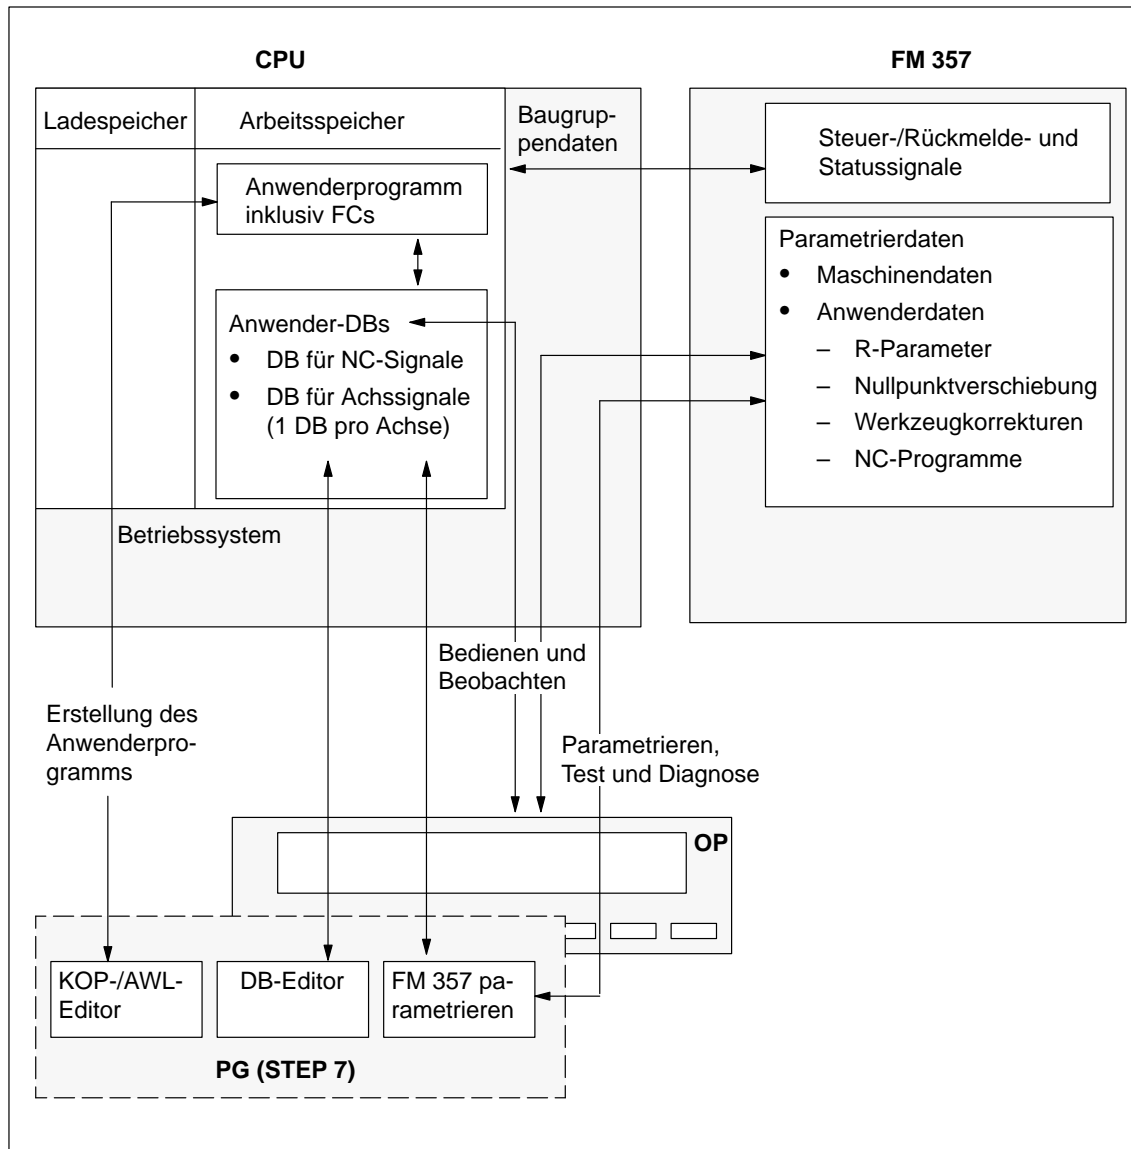 CPU
FM 357
Ladespeicher
Arbeitsspeicher
Baugrup-
pendaten
Steuer-/Rückmelde- und
Statussignale
Anwenderprogramm
inklusiv FCs
Parametrierdaten
• Maschinendaten
• Anwenderdaten
– R-Parameter
– Nullpunktverschiebung
– Werkzeugkorrekturen
– NC-Programme
Anwender-DBs
• DB für NC-Signale
• DB für Achssignale
(1 DB pro Achse)
Betriebssystem
Bedienen und
Beobachten
Erstellung des
Anwenderpro-
gramms
Parametrieren,
Test und Diagnose
OP
KOP-/AWL-
Editor
DB-Editor
FM 357 pa-
rametrieren
PG (STEP 7)